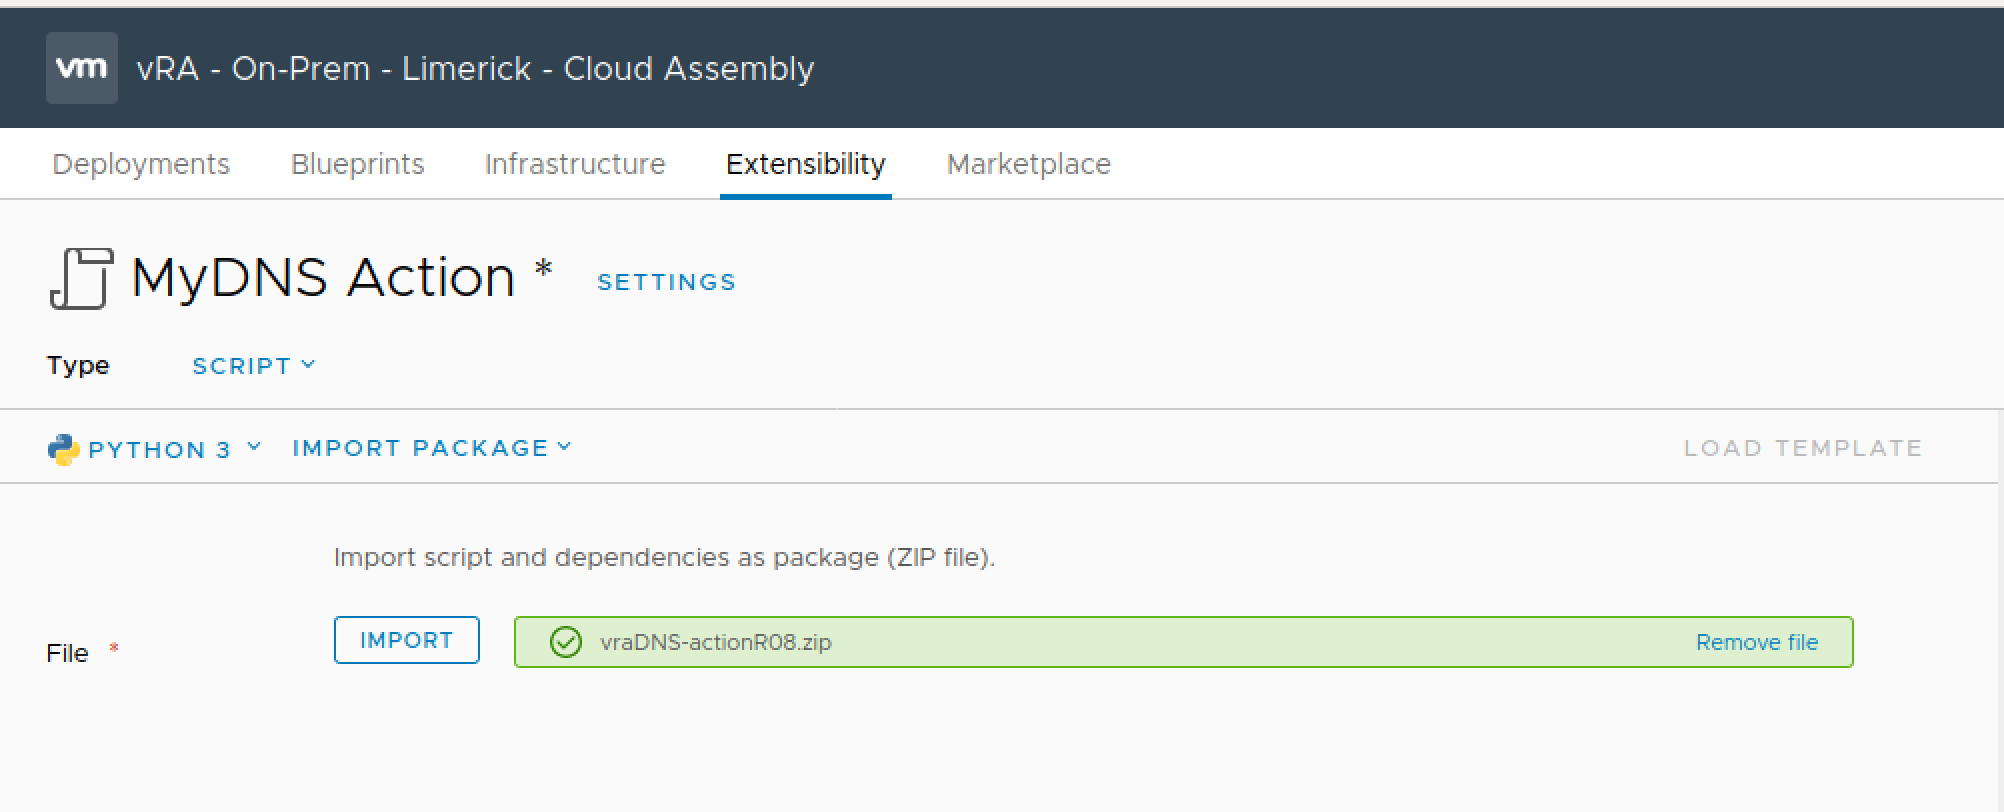 vm vRA - On-Prem - Limerick - Cloud Assembly
Deployments Blueprints Infrastructure Extensibility Marketplace
MyDNS Action * SETTINGS
Type SCRIPT
PYTHON 3 IMPORT PACKAGE LOAD TEMPLATE
Import script and dependencies as package (ZIP file).
File * IMPORT vraDNS-actionR08.zip Remove file